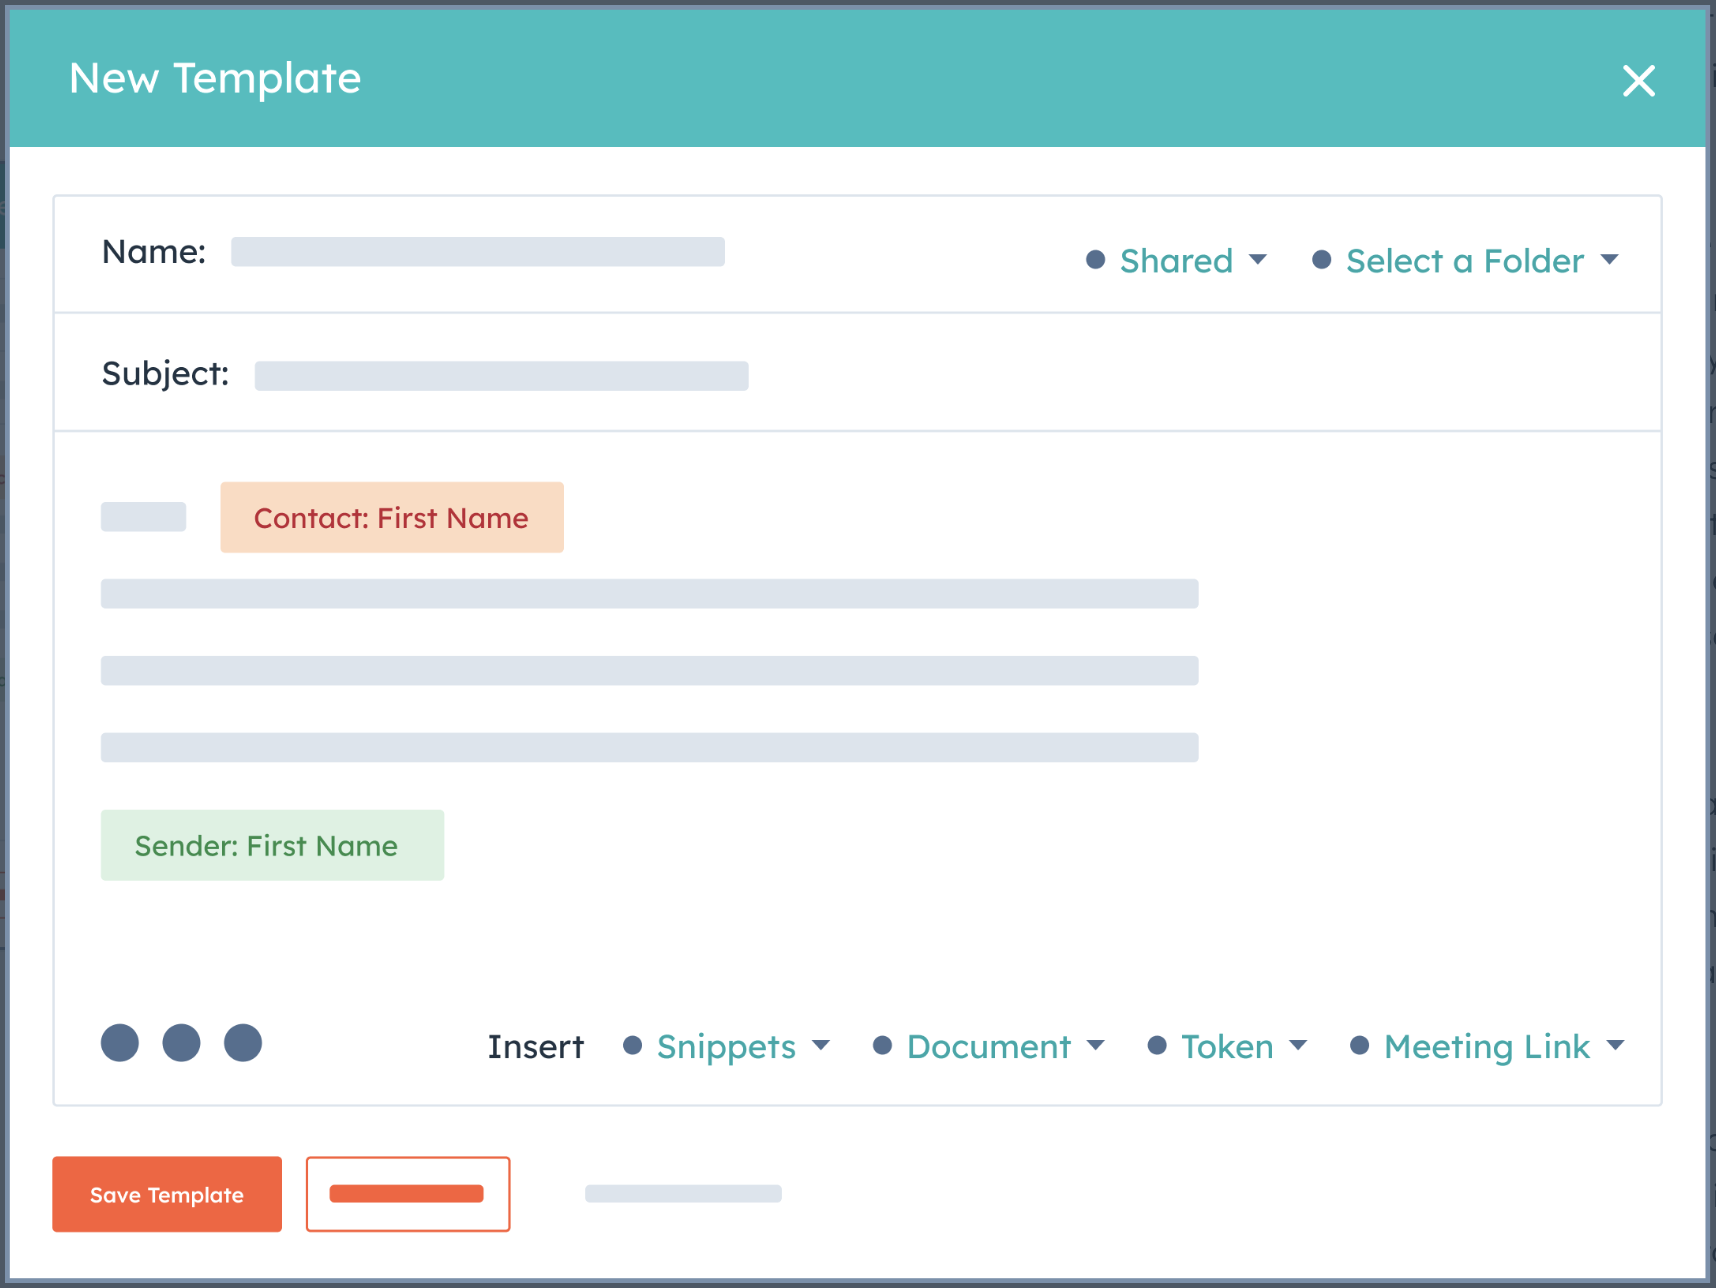 New Template
Name:
Shared
Select a Folder
Subject:
Contact: First Name
Sender: First Name
Insert
Snippets
Document
Token
Meeting Link
Save Template